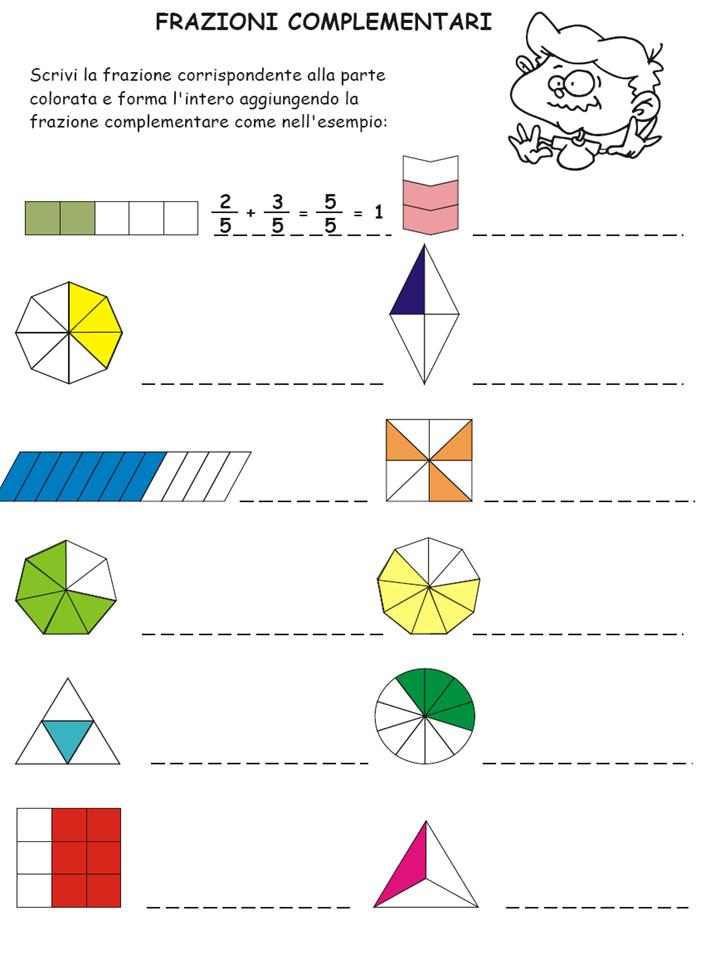 FRAZIONI COMPLEMENTARI
Scrivi la frazione corrispondente alla parte
colorata e forma l'intero aggiungendo la
frazione complementare come nell'esempio:
2/5 + 3/5 = 5/5 = 1